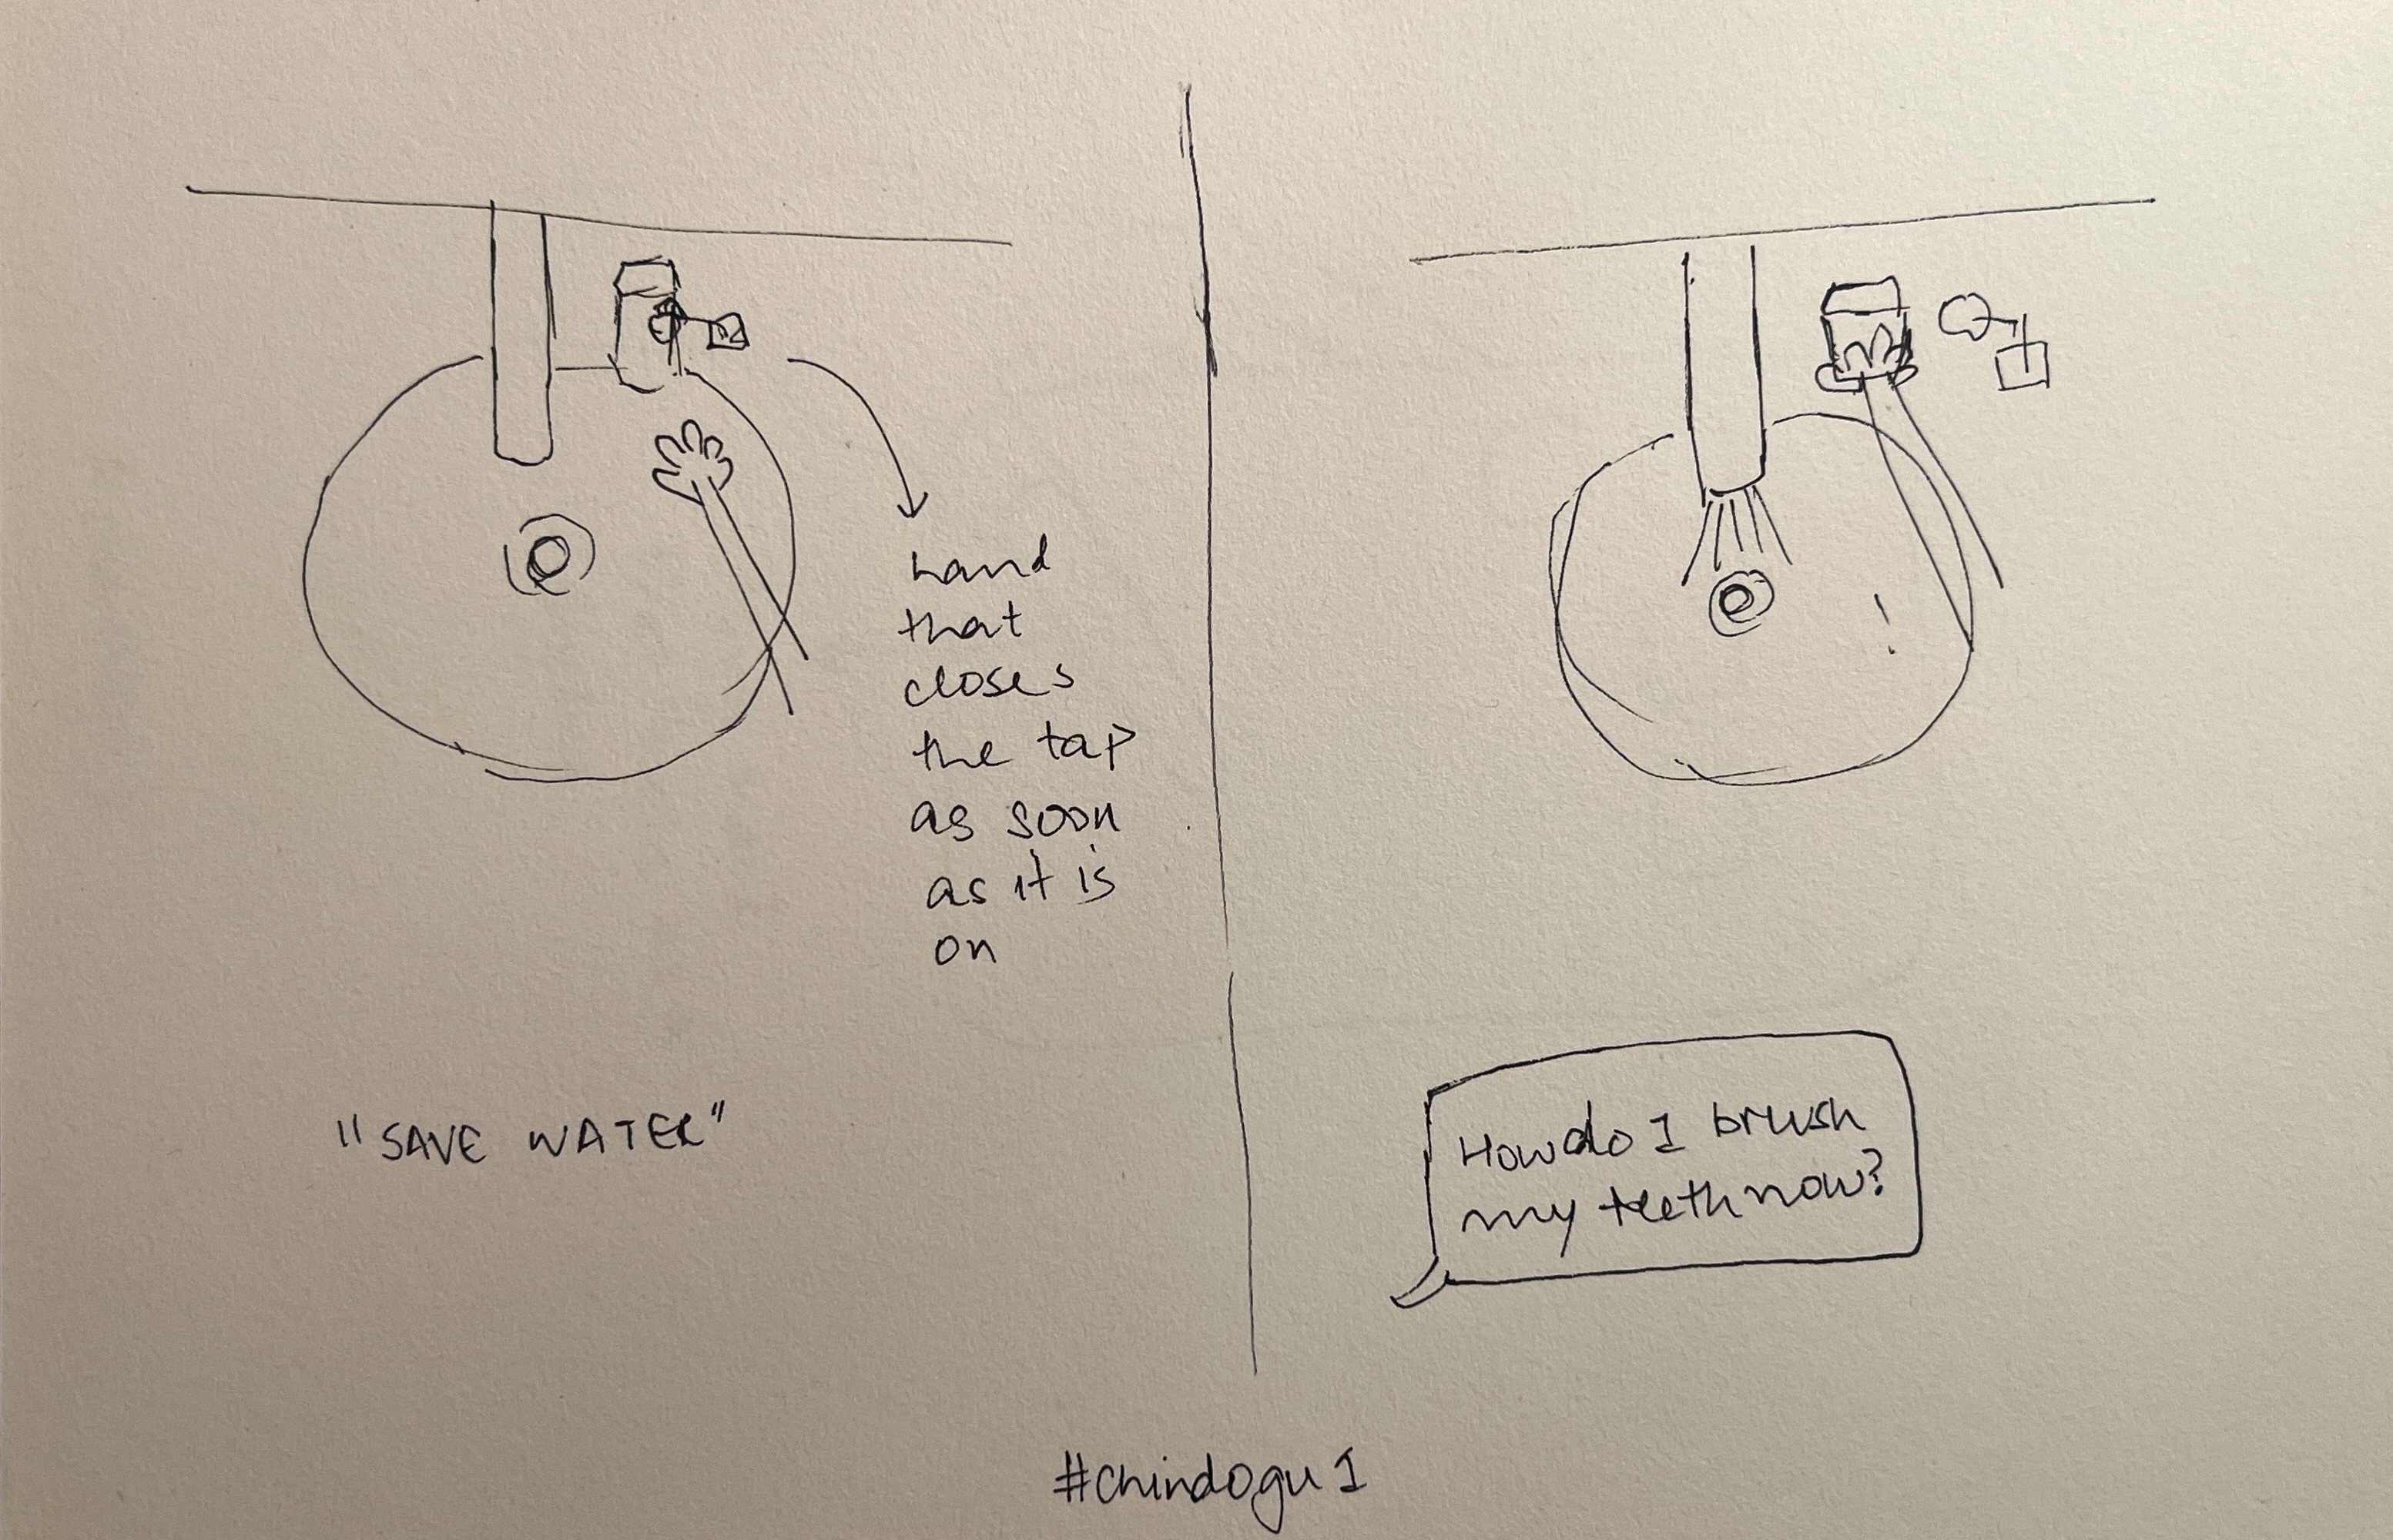 hand
that
closes
the tap
as soon
as it is
on
"SAVE WATER"
How do I brush
my teeth now?
#chindogu 1